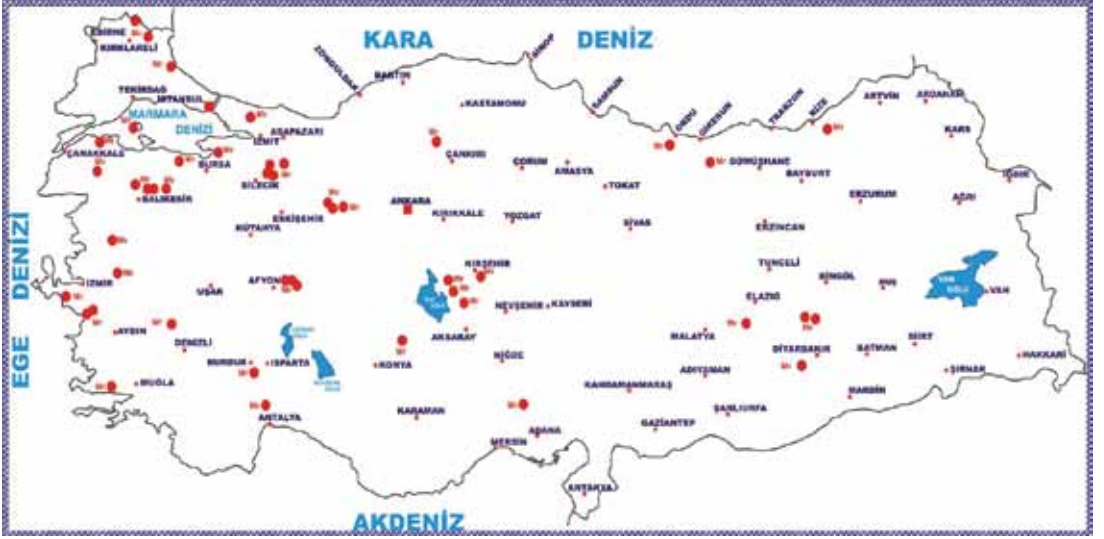 KARA DENİZ
SİNOP
EDİRNE
KIRKLARELİ
ZONGULDAK
BARTIN
TEKİRDAĞ
İSTANBUL
KASTAMONU
SAMSUN
ORDU
GİRESUN
TRABZON
RİZE
ARTVİN
ARDAHAN
MARMARA
DENİZİ
İZMİT
ADAPAZARI
KARS
ÇANAKKALE
BURSA
ÇANKIRI
ÇORUM
AMASYA
GÜMÜŞHANE
BAYBURT
IĞDIR
BİLECİK
TOKAT
BALIKESİR
ANKARA
ERZURUM
AĞRI
ESKİŞEHİR
KIRIKKALE
YOZGAT
SİVAS
ERZİNCAN
KÜTAHYA
EGE DENİZİ
KIRŞEHİR
TUNCELİ
İZMİR
UŞAK
AFYON
BİNGÖL
MUŞ
VAN
GÖLÜ
VAN
NEVŞEHİR
KAYSERİ
ELAZIĞ
AYDIN
AKSARAY
MALATYA
DENİZLİ
SİİRT
BURDUR
ISPARTA
KONYA
NİĞDE
DİYARBAKIR
BATMAN
HAKKARİ
ŞIRNAK
MUĞLA
ADIYAMAN
KAHRAMANMARAŞ
MARDİN
ANTALYA
KARAMAN
ŞANLIURFA
GAZİANTEP
ADANA
MERSİN
ANTAKYA
AKDENİZ